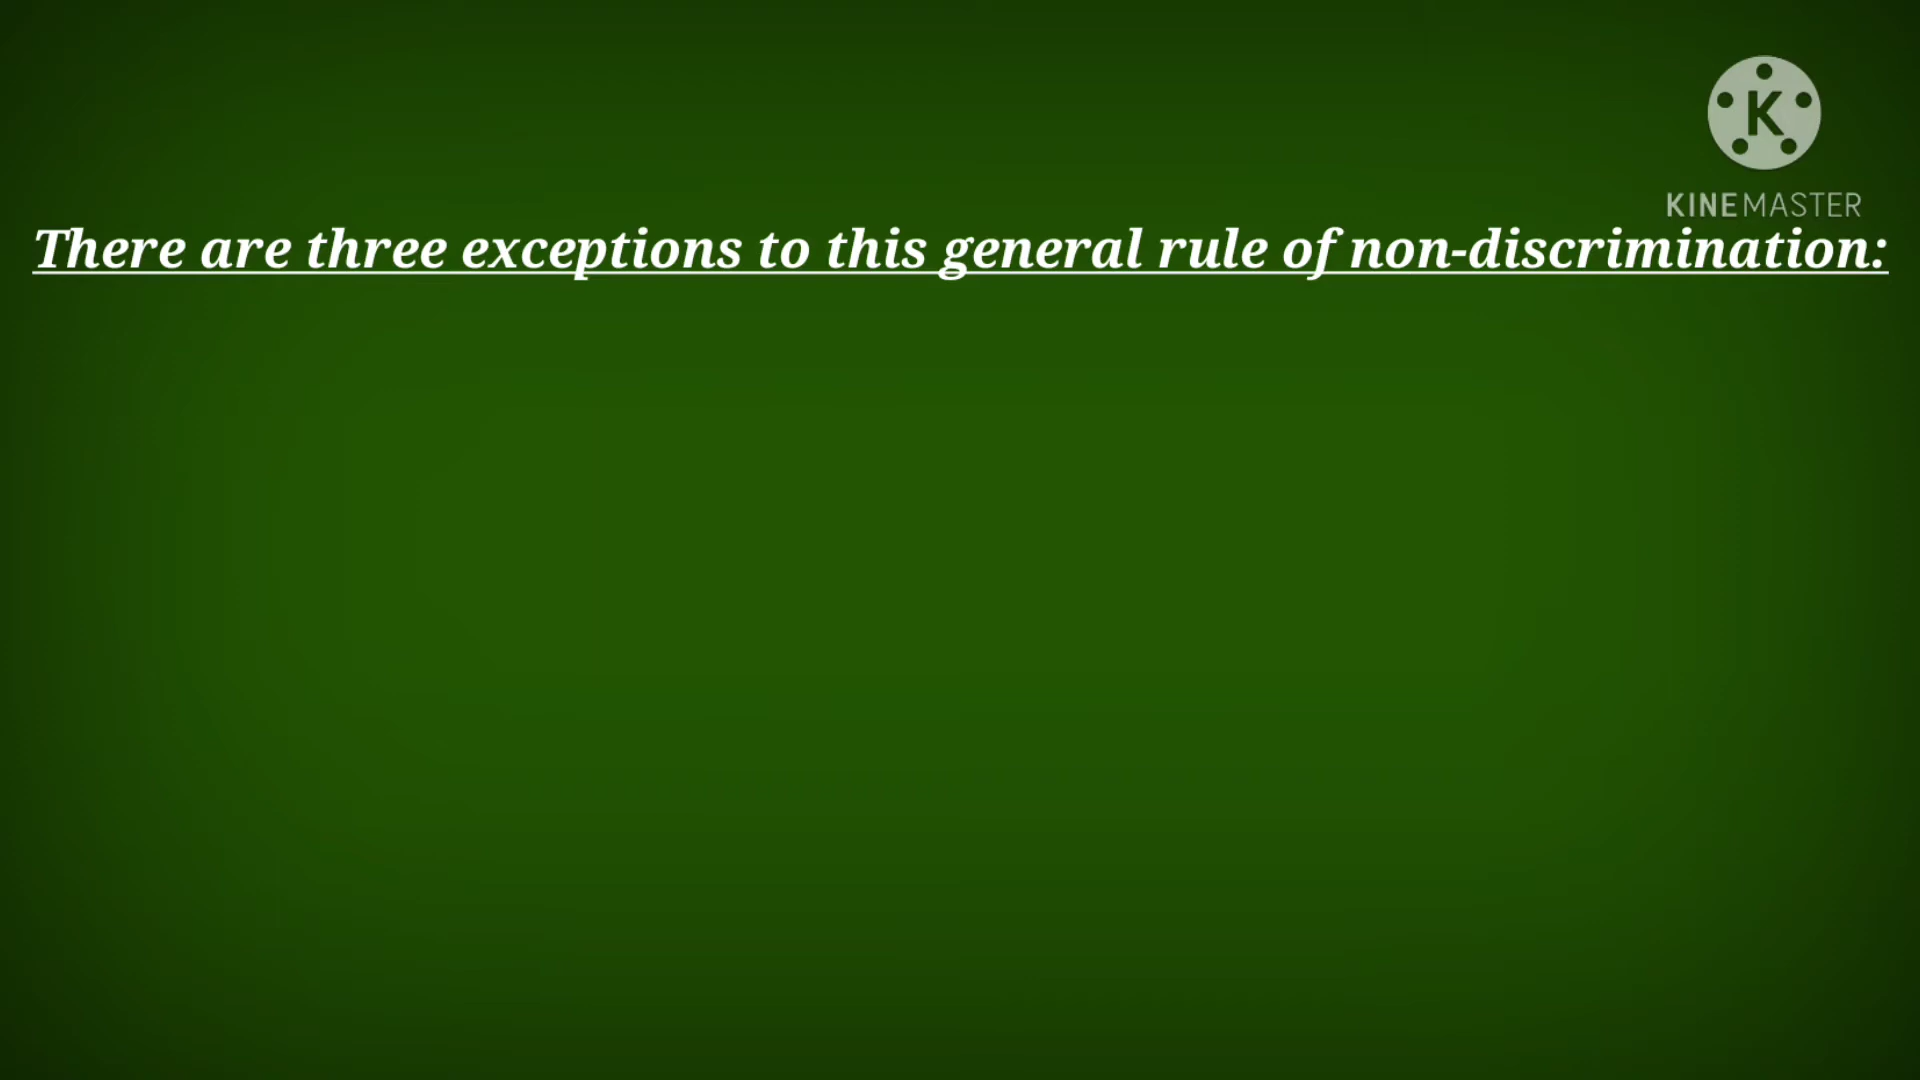 KINEMASTER
There are three exceptions to this general rule of non-discrimination: